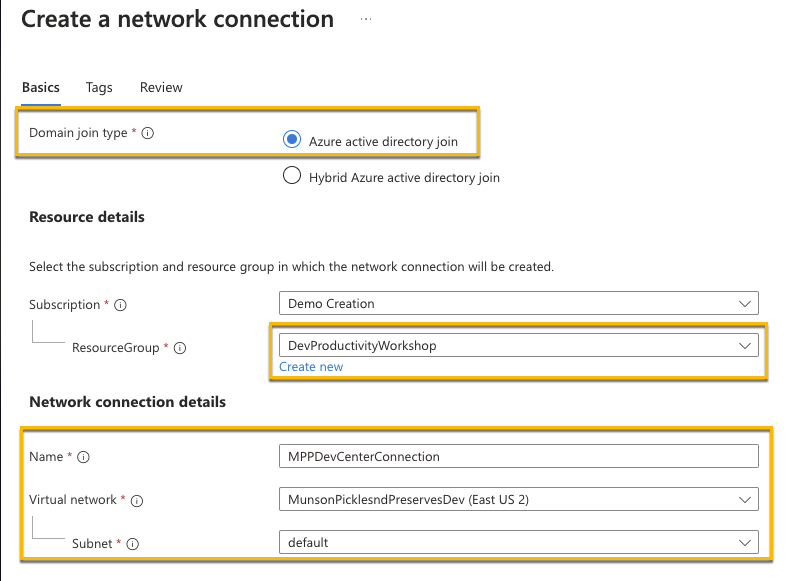 Create a network connection ...
Basics Tags Review
Domain join type *
Azure active directory join
Hybrid Azure active directory join
Resource details
Select the subscription and resource group in which the network connection will be created.
Subscription * Demo Creation
ResourceGroup * DevProductivityWorkshop
Create new
Network connection details
Name * MPPDevCenterConnection
Virtual network * MunsonPicklesndPreservesDev (East US 2)
Subnet * default